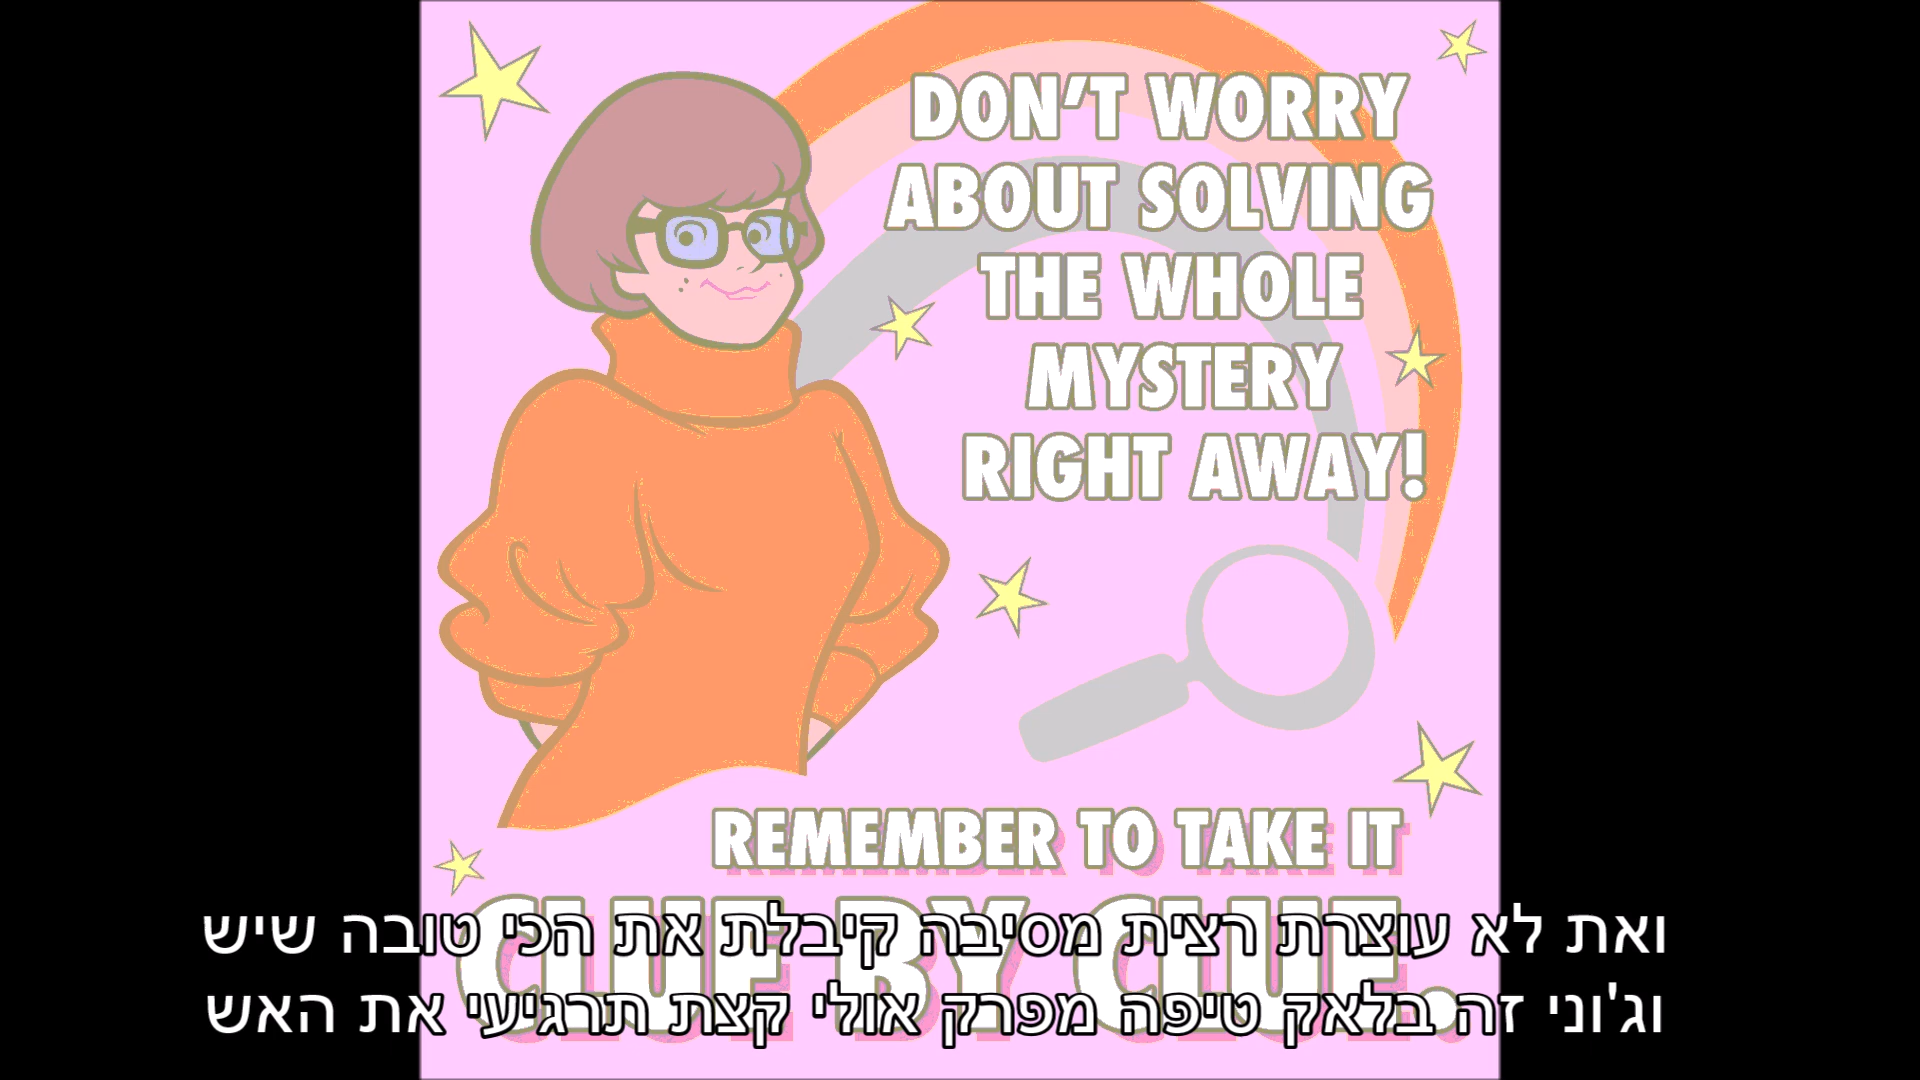 DON'T WORRY
ABOUT SOLVING
THE WHOLE
MYSTERY
RIGHT AWAY!
REMEMBER TO TAKE IT
CLUE BY CLUE.
ואת לא עוצרת רצית מסיבה קיבלת את הכי טובה שיש
וג'וני זה בלאק טיפה מפרק אולי קצת תרגיעי את האש